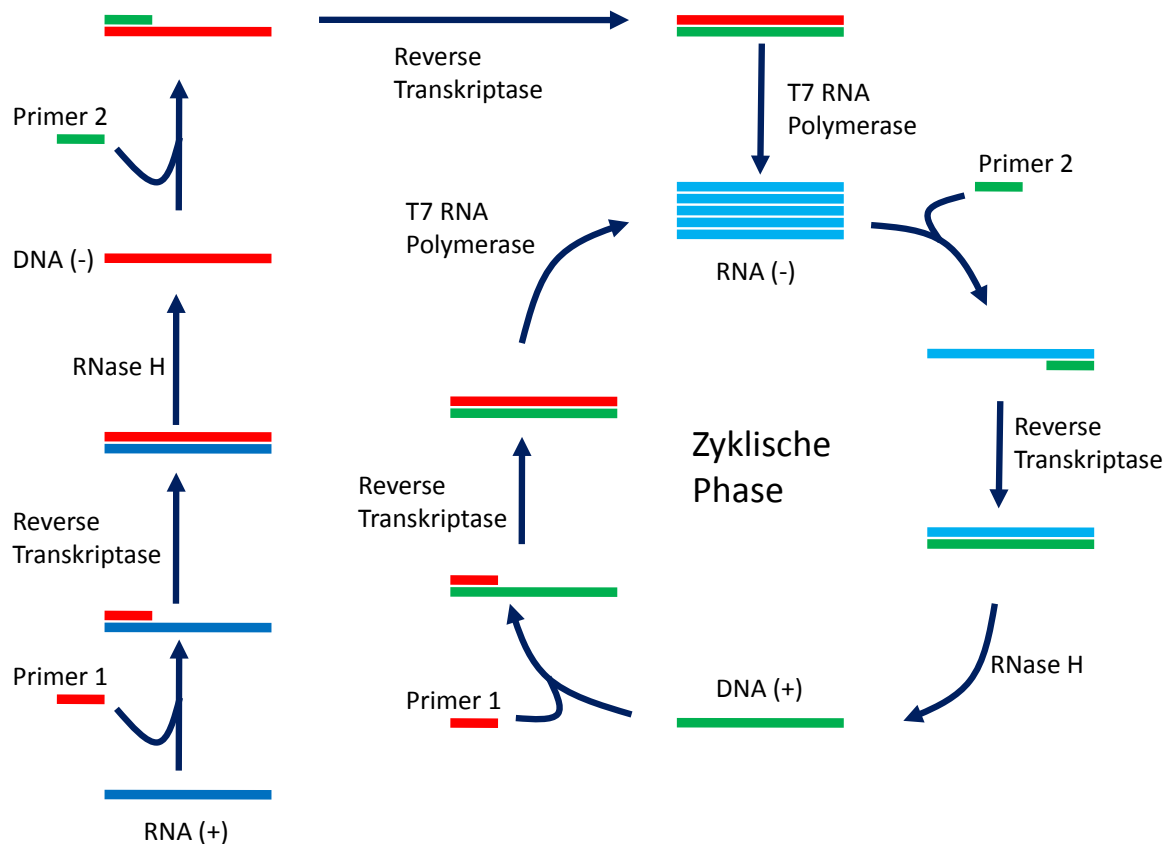 Reverse
Transkriptase
T7 RNA
Polymerase
Primer 2
Primer 2
T7 RNA
Polymerase
DNA (-)
RNA (-)
RNase H
Zyklische
Phase
Reverse
Transkriptase
Reverse
Transkriptase
Reverse
Transkriptase
Primer 1
RNase H
Primer 1
DNA (+)
RNA (+)